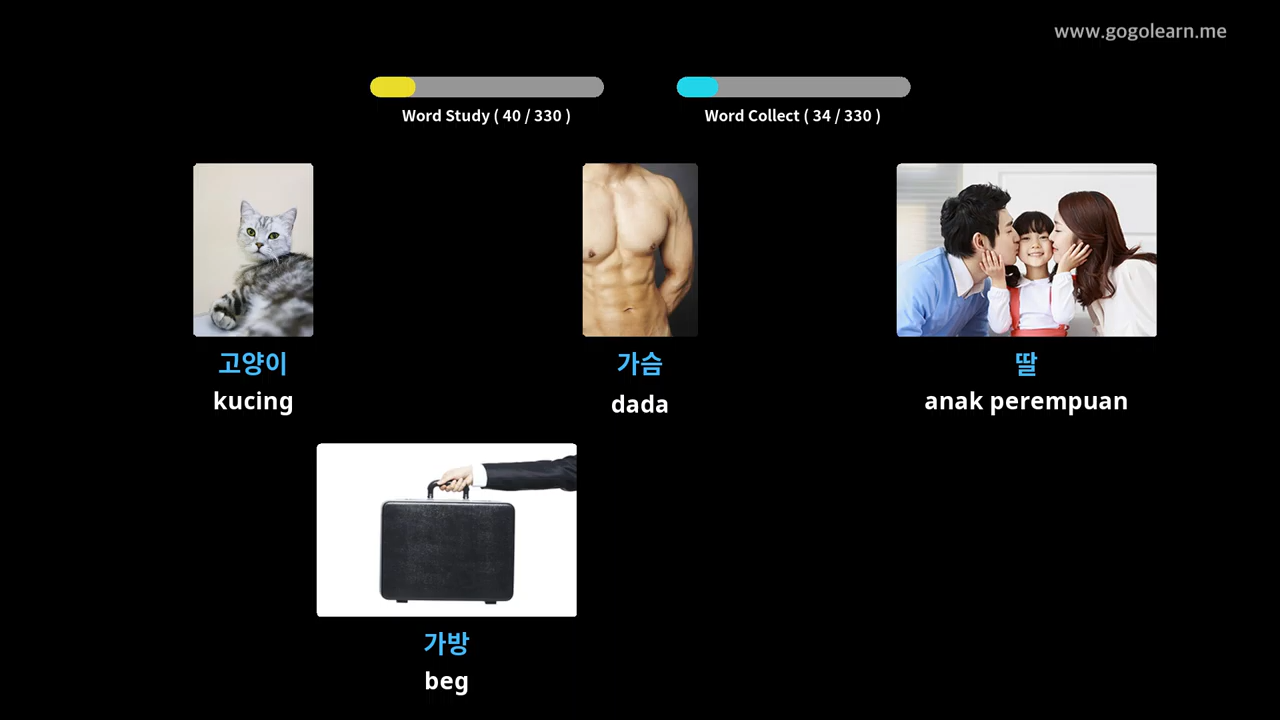 www.gogolearn.me
Word Study ( 40 / 330 )
Word Collect ( 34 / 330 )
고양이
kucing
가슴
dada
딸
anak perempuan
가방
beg